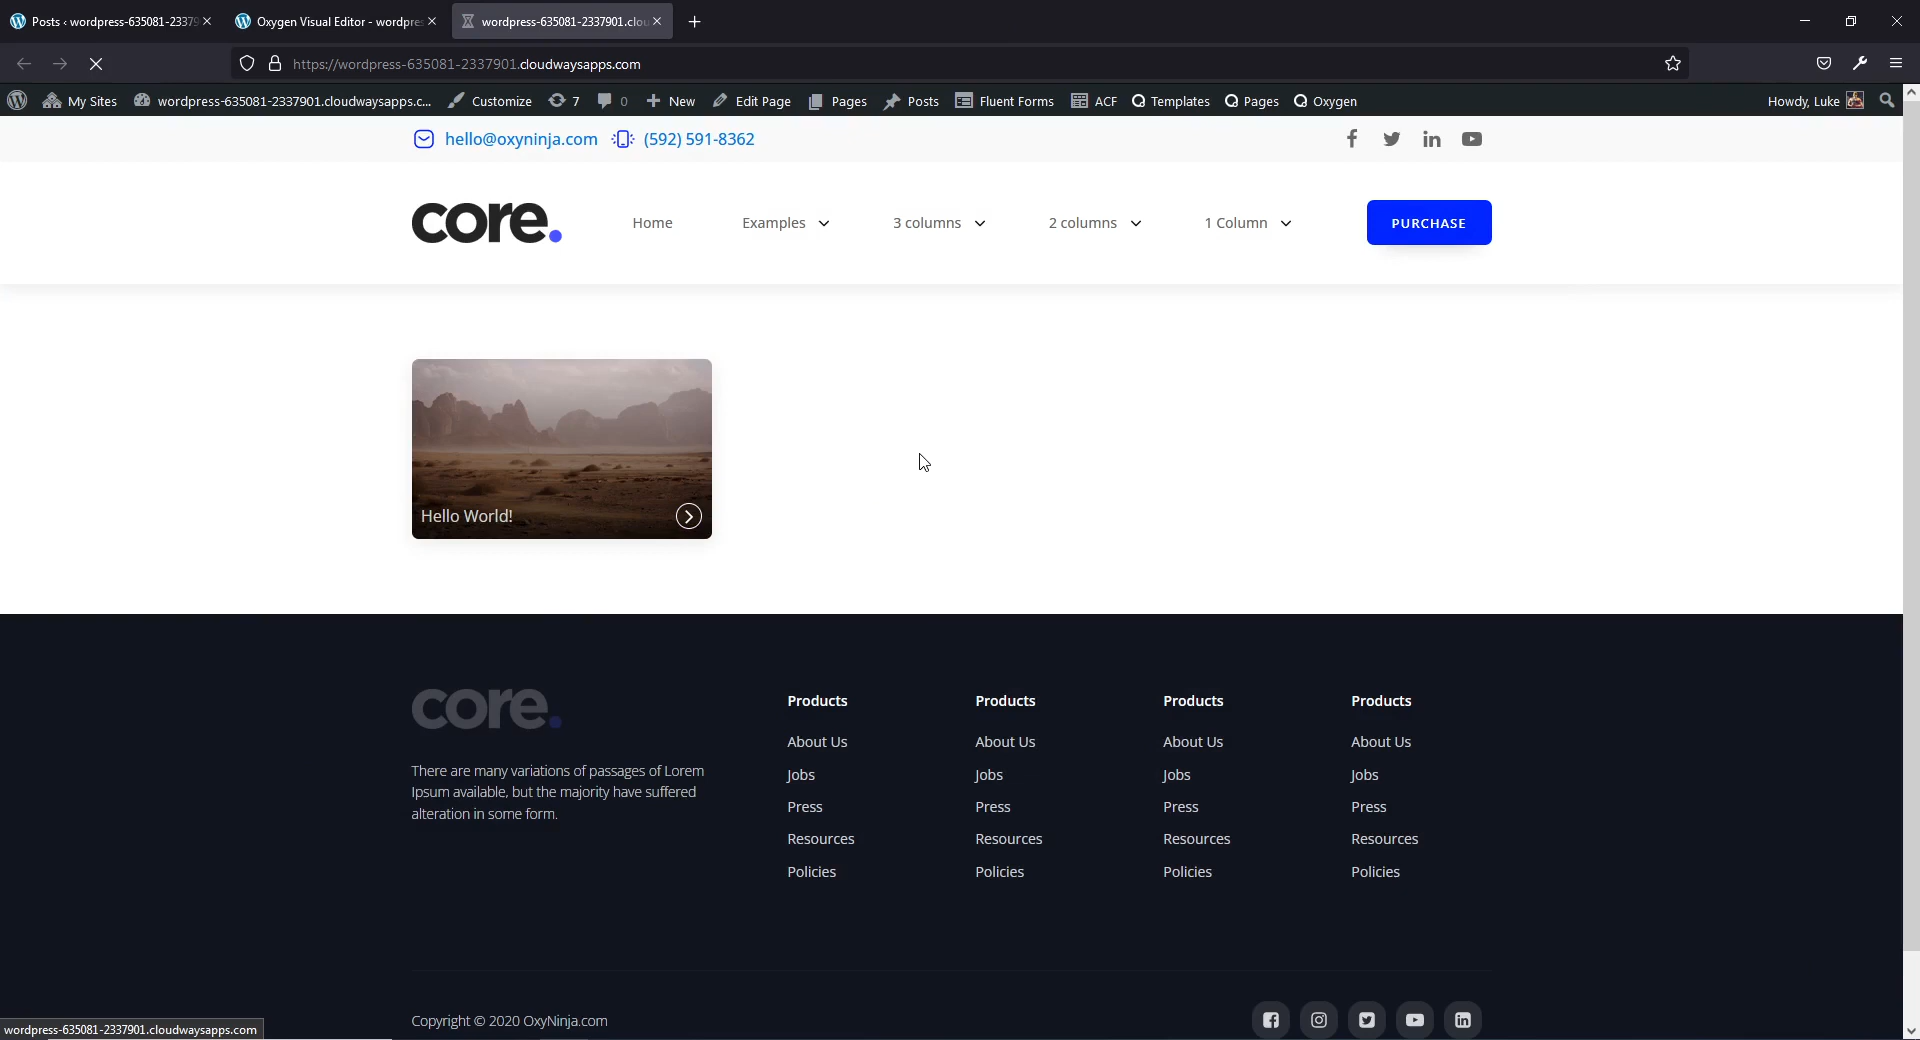 Posts ‹ wordpress-635081-23379
Oxygen Visual Editor - wordpres
wordpress-635081-2337901.clou
https://wordpress-635081-2337901.cloudwaysapps.com
My Sites
wordpress-635081-2337901.cloudwaysapps.c...
Customize
7
0
New
Edit Page
Pages
Posts
Fluent Forms
ACF
Templates
Pages
Oxygen
Howdy, Luke
hello@oxyninja.com
(592) 591-8362
core.
Home
Examples
3 columns
2 columns
1 Column
PURCHASE
Hello World!
core.
There are many variations of passages of Lorem
Ipsum available, but the majority have suffered
alteration in some form.
Products
About Us
Jobs
Press
Resources
Policies
Products
About Us
Jobs
Press
Resources
Policies
Products
About Us
Jobs
Press
Resources
Policies
Products
About Us
Jobs
Press
Resources
Policies
Copyright © 2020 OxyNinja.com
wordpress-635081-2337901.cloudwaysapps.com